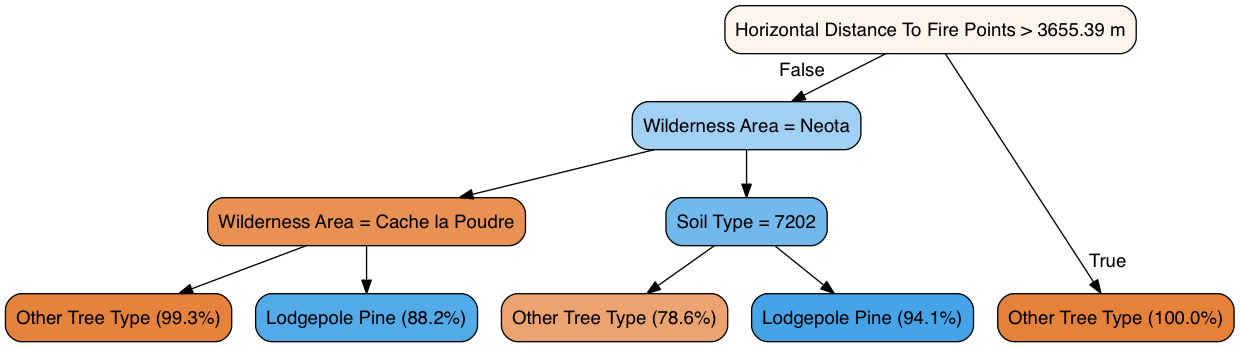 Horizontal Distance To Fire Points > 3655.39 m
False
Wilderness Area = Neota
Wilderness Area = Cache la Poudre
Soil Type = 7202
True
Other Tree Type (99.3%)
Lodgepole Pine (88.2%)
Other Tree Type (78.6%)
Lodgepole Pine (94.1%)
Other Tree Type (100.0%)